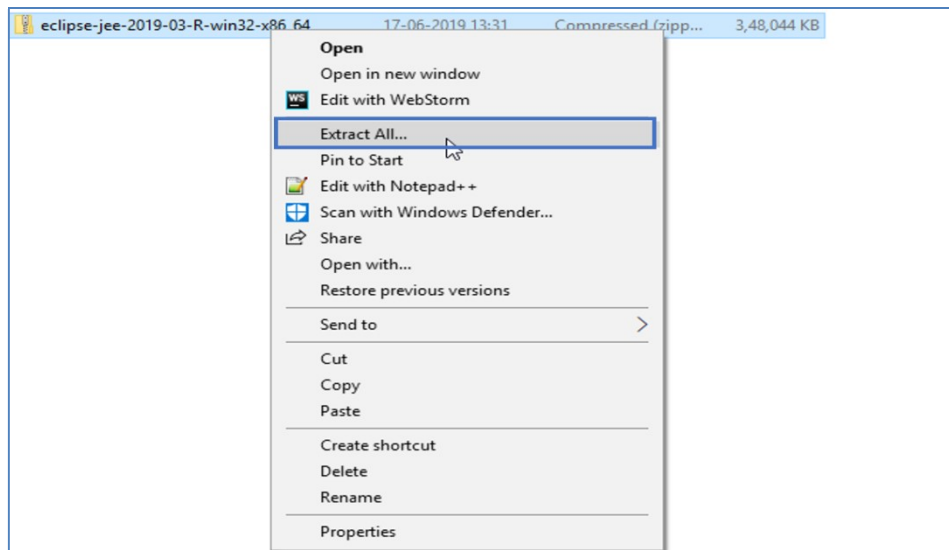 eclipse-jee-2019-03-R-win32-x86_64 17-06-2019 13:31 Compressed (zipp... 3,48,044 KB
Open
Open in new window
WS Edit with WebStorm
Extract All...
Pin to Start
Edit with Notepad++
Scan with Windows Defender...
Share
Open with...
Restore previous versions
Send to
Cut
Copy
Paste
Create shortcut
Delete
Rename
Properties